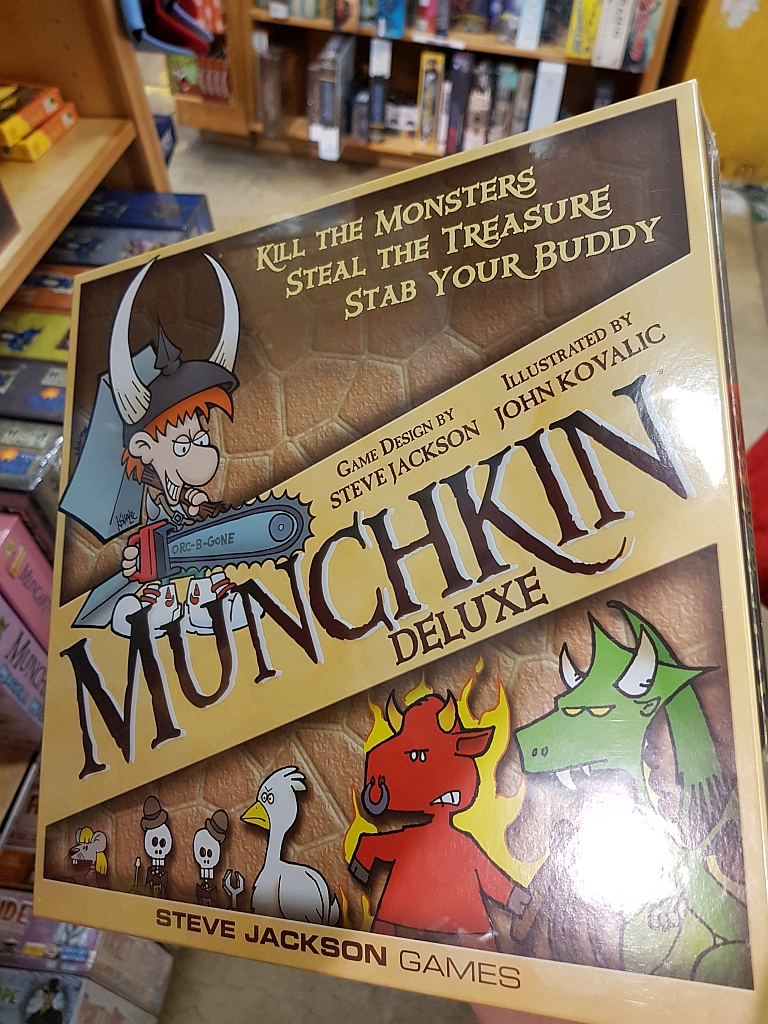 KILL THE MONSTERS
STEAL THE TREASURE
STAB YOUR BUDDY
GAME DESIGN BY
STEVE JACKSON
ILLUSTRATED BY
JOHN KOVALIC
ORC-B-GONE
MUNCHKIN
DELUXE
STEVE JACKSON GAMES